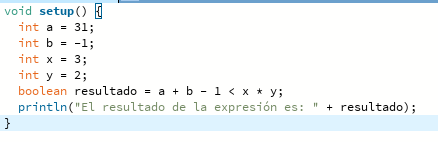 void setup() {
  int a = 31;
  int b = -1;
  int x = 3;
  int y = 2;
  boolean resultado = a + b - 1 < x * y;
  println("El resultado de la expresión es: " + resultado);
}